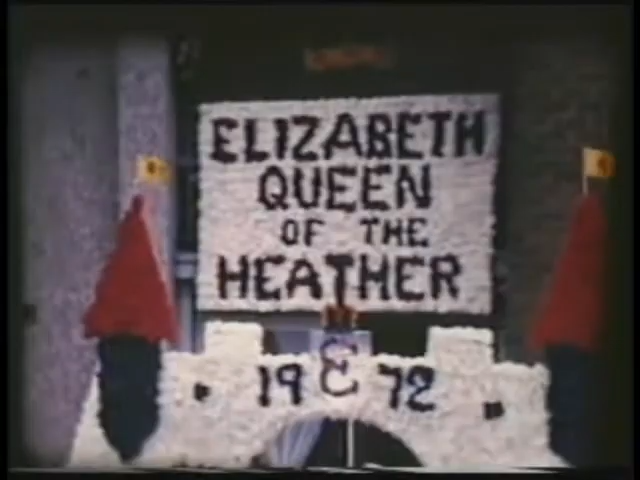 ELIZABETH
QUEEN
OF THE
HEATHER
19 E 72